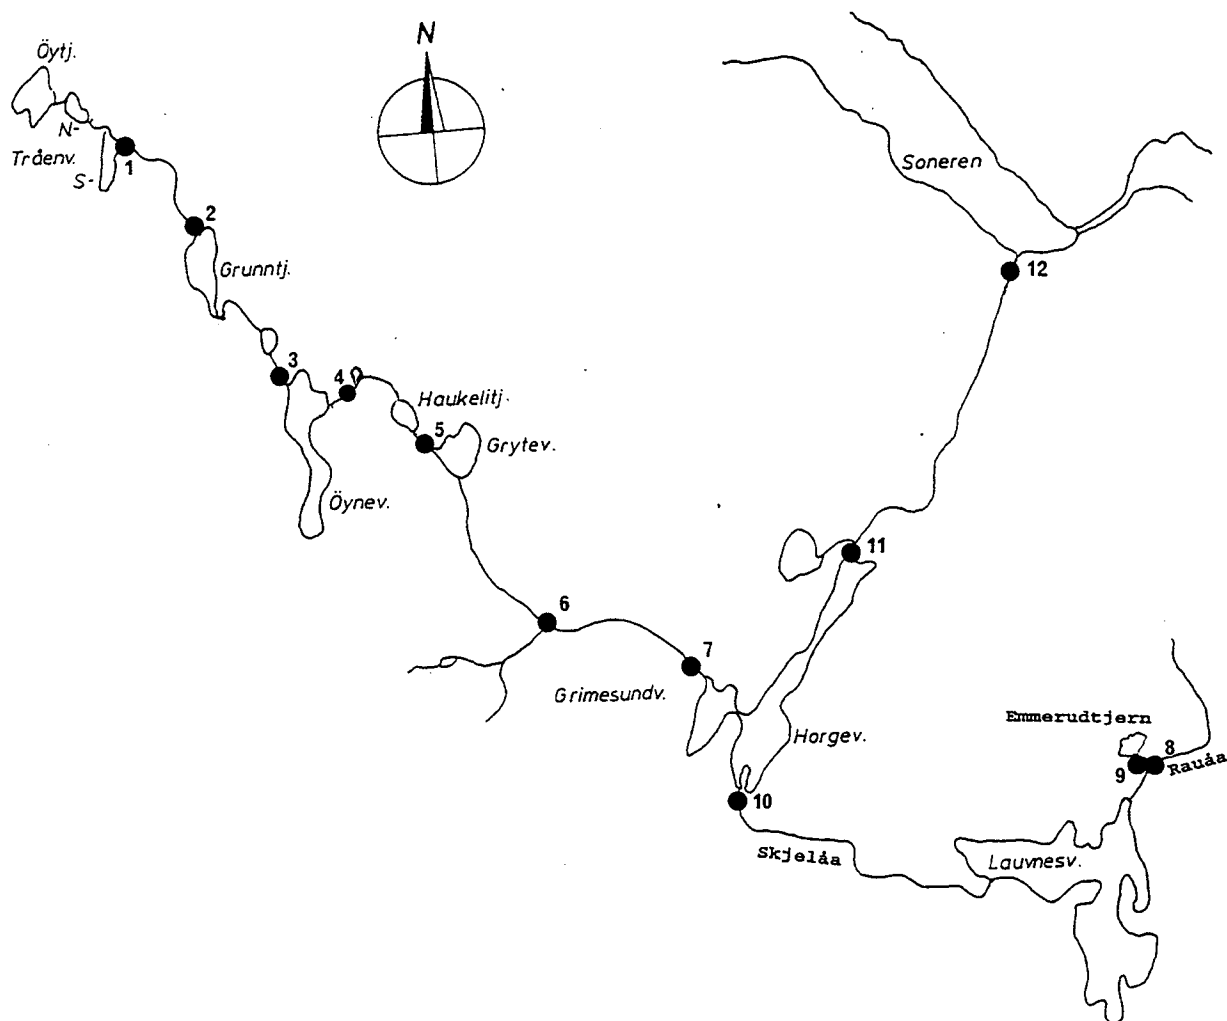 N
Öytj.
N-
Tråenv.
S-
1
2
Grunntj.
3
4
Haukelitj.
5
Grytev.
Öynev.
Soneren
12
11
6
7
Grimesundv.
Horgev.
Emmerudtjern
8
9
Rauåa
10
Skjelåa
Lauvnesv.